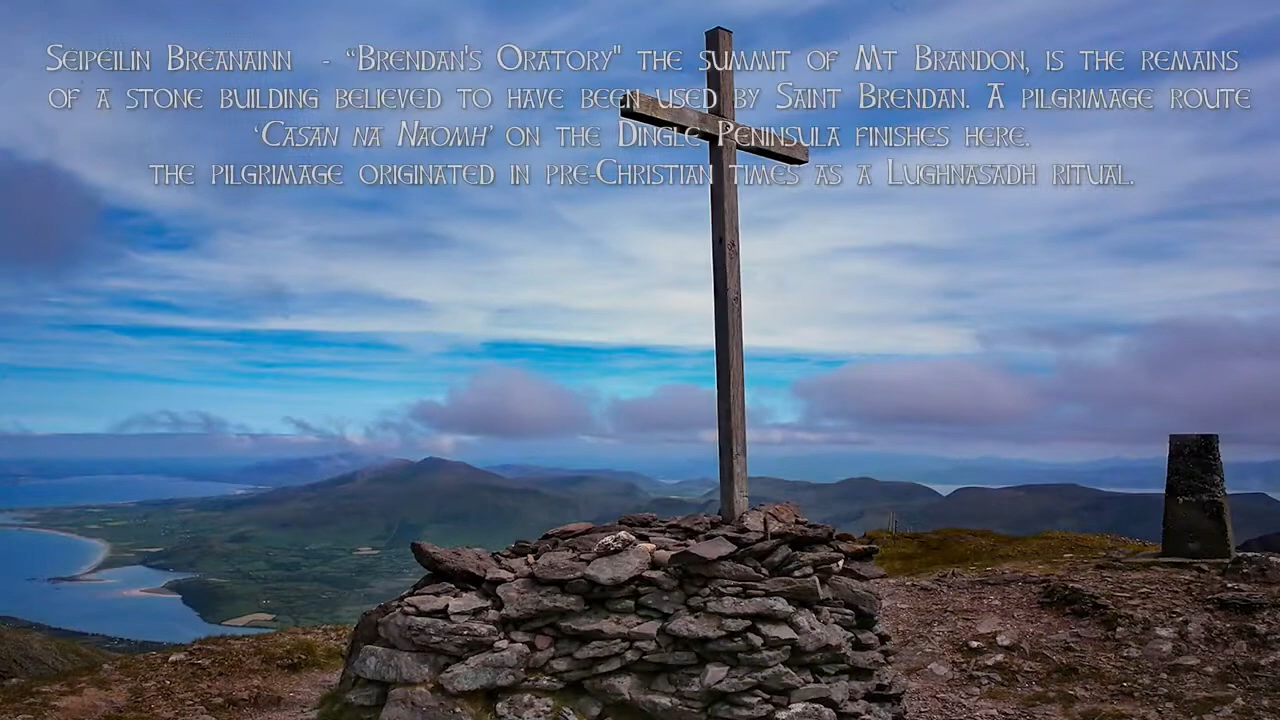 Séipéilín Bréanainn - “Brendan's Oratory" the summit of Mt Brandon, is the remains
of a stone building believed to have been used by Saint Brendan. A pilgrimage route
‘Casán na Naomh’ on the Dingle Peninsula finishes here.
the pilgrimage originated in pre-Christian times as a Lughnasadh ritual.